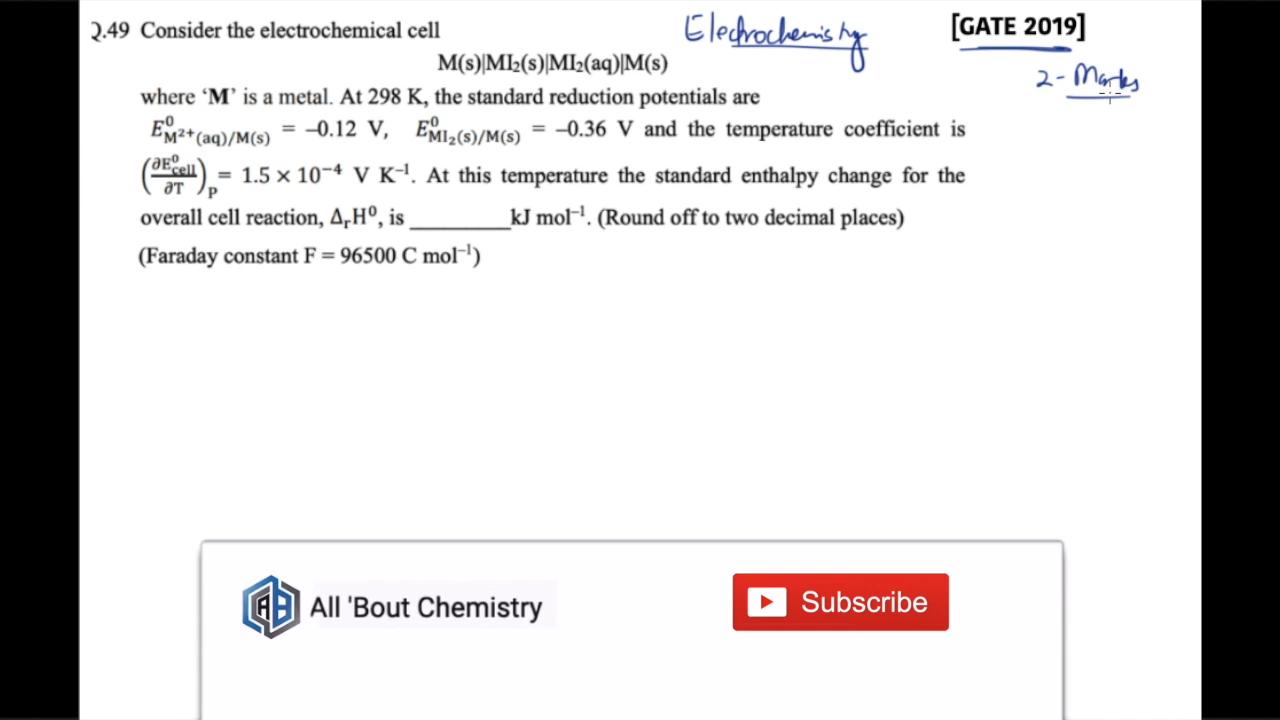 Q.49 Consider the electrochemical cell
Electrochemistry
[GATE 2019]
2 - Marks
M(s)|MI₂(s)|MI₂(aq)|M(s)
where ‘M’ is a metal. At 298 K, the standard reduction potentials are
E⁰M²⁺(aq)/M(s) = –0.12 V, E⁰MI₂(s)/M(s) = –0.36 V and the temperature coefficient is
(∂E⁰cell/∂T)P = 1.5 × 10⁻⁴ V K⁻¹. At this temperature the standard enthalpy change for the
overall cell reaction, ΔᵣH⁰, is ________kJ mol⁻¹. (Round off to two decimal places)
(Faraday constant F = 96500 C mol⁻¹)
All 'Bout Chemistry
Subscribe